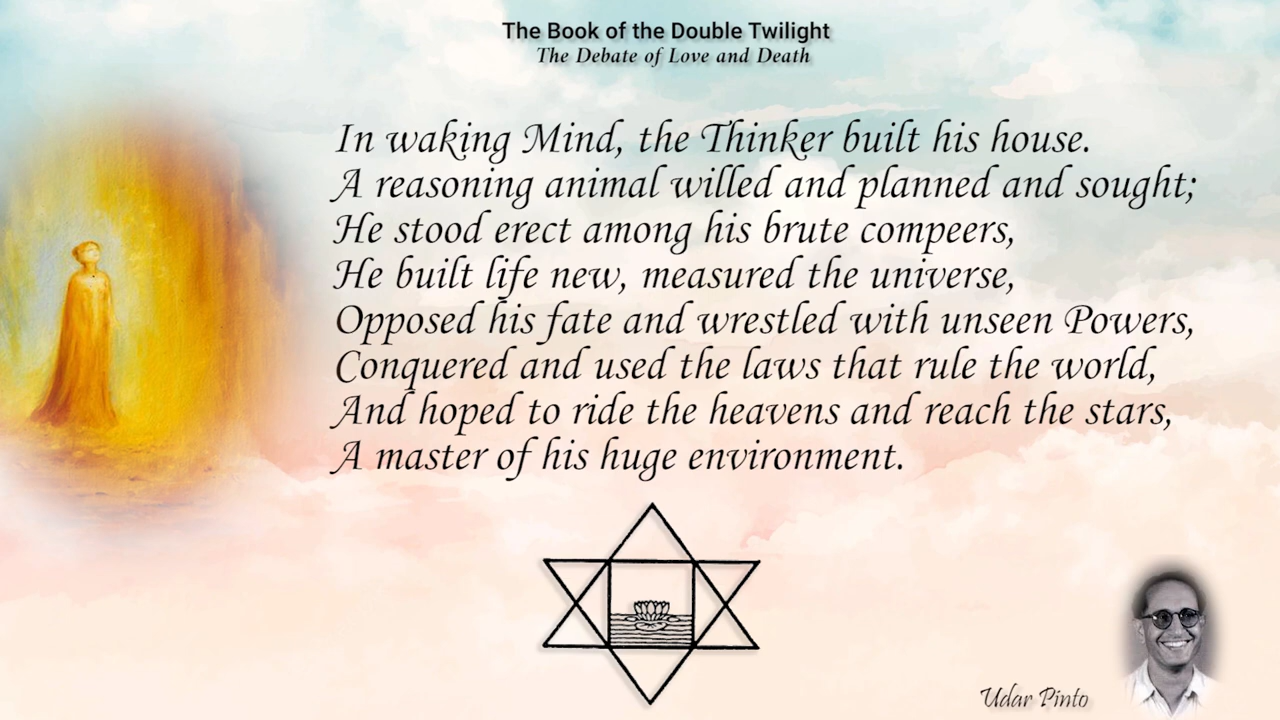 The Book of the Double Twilight
The Debate of Love and Death
In waking Mind, the Thinker built his house.
A reasoning animal willed and planned and sought;
He stood erect among his brute compeers,
He built life new, measured the universe,
Opposed his fate and wrestled with unseen Powers,
Conquered and used the laws that rule the world,
And hoped to ride the heavens and reach the stars,
A master of his huge environment.
Udar Pinto